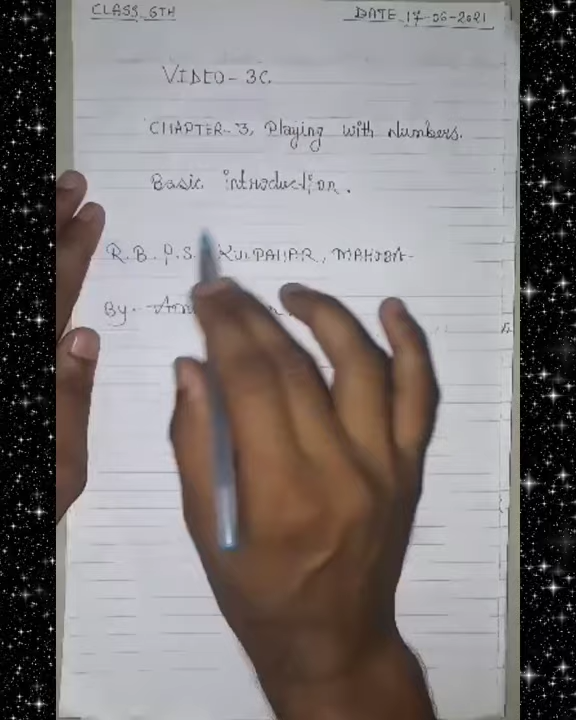 CLASS 6TH DATE 17-06-2021
VIDEO - 3C.
CHAPTER-3. Playing with Numbers.
Basic introduction.
R.B.P.S. KULPAHAR, MAHOBA-
By-